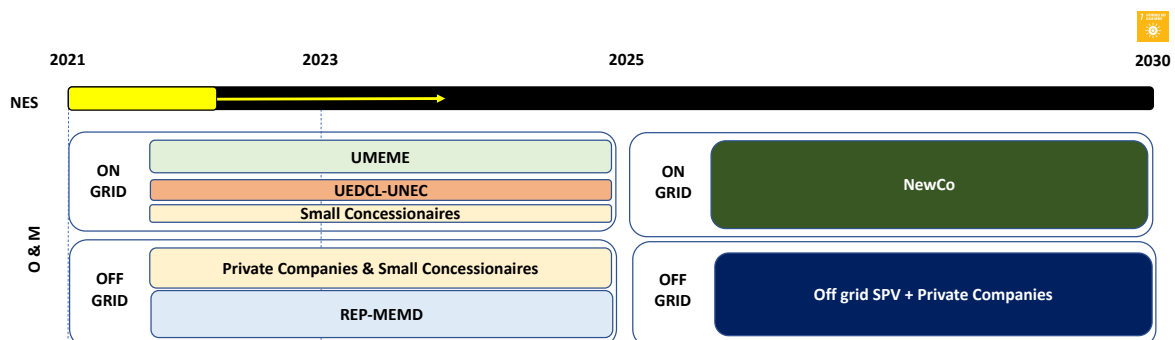 2021
2023
2025
2030
NES
ON
GRID
UMEME
UEDCL-UNEC
Small Concessionaires
ON
GRID
NewCo
O & M
OFF
GRID
Private Companies & Small Concessionaires
REP-MEMD
OFF
GRID
Off grid SPV + Private Companies